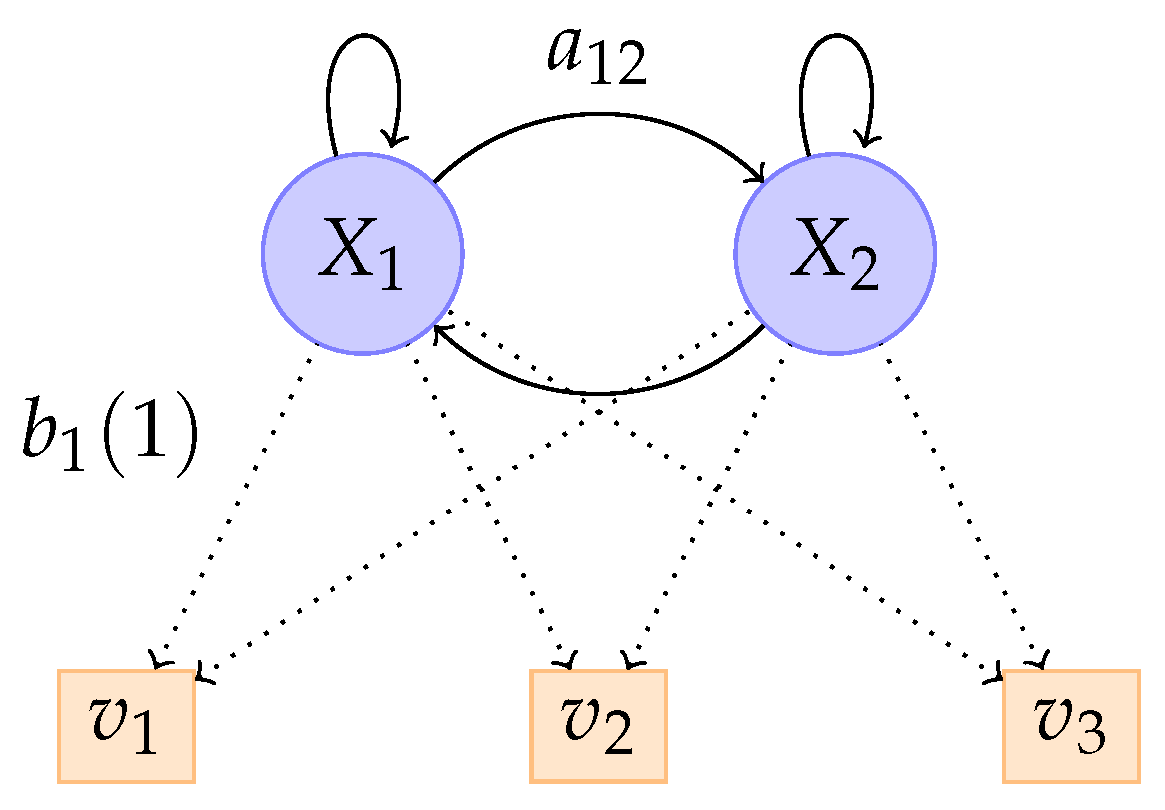 a₁₂
X₁ X₂
b₁(1)
v₁ v₂ v₃